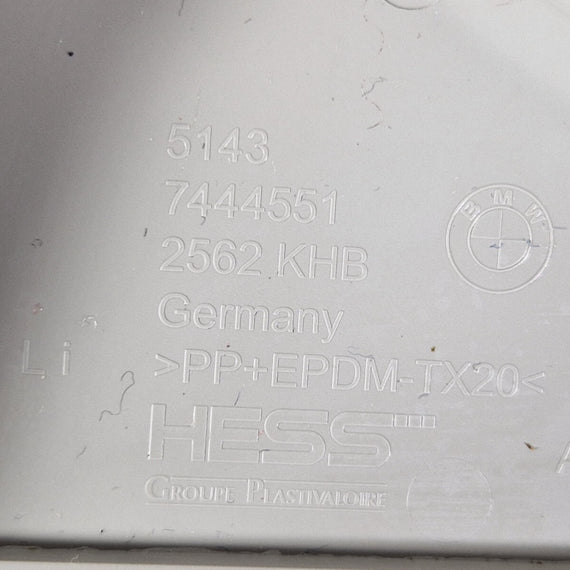 5143
7444551
BMW
2562 KHB
Germany
Li
>PP+EPDM-TX20<
HESS
GROUPE PLASTIVALOIRE